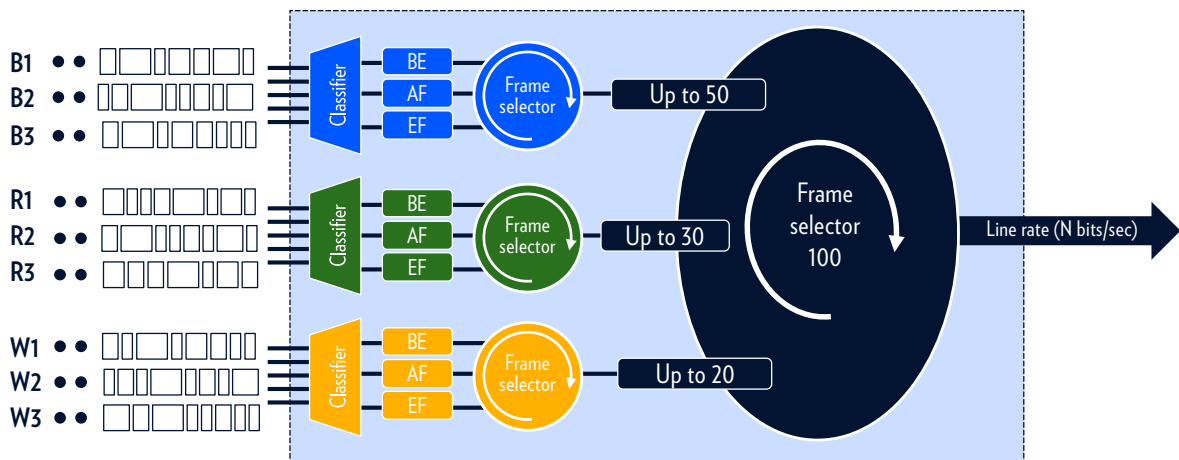 B1
B2
B3
Classifier
BE
AF
EF
Frame
selector
Up to 50
R1
R2
R3
Classifier
BE
AF
EF
Frame
selector
Up to 30
W1
W2
W3
Classifier
BE
AF
EF
Frame
selector
Up to 20
Frame
selector
100
Line rate (N bits/sec)